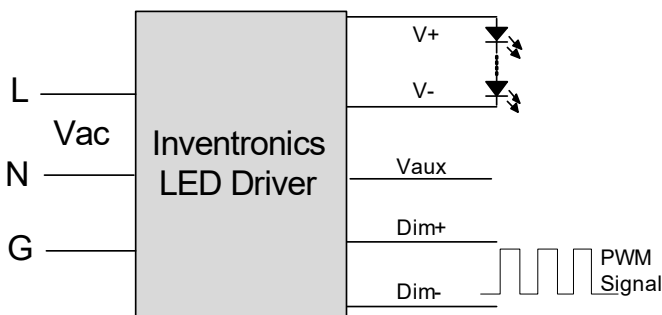 V+
L
V-
Vac
Inventronics
LED Driver
N
Vaux
Dim+
G
PWM
Signal
Dim-